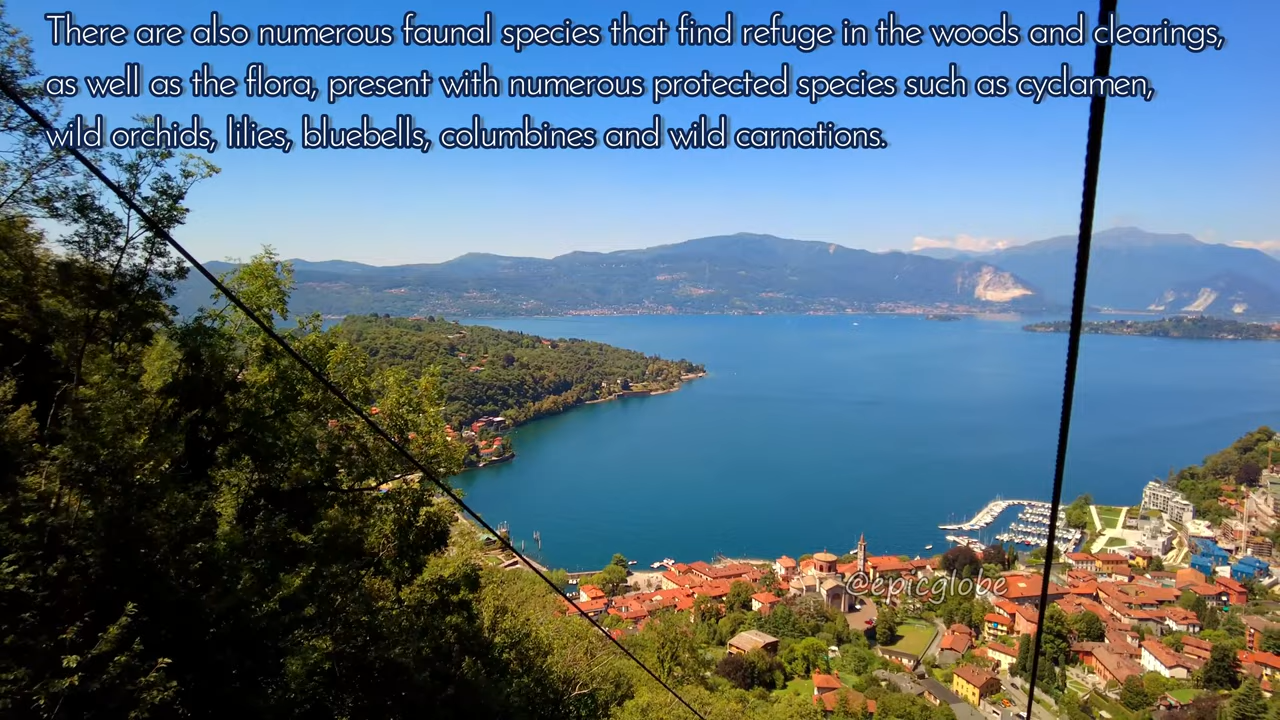 There are also numerous faunal species that find refuge in the woods and clearings,
as well as the flora, present with numerous protected species such as cyclamen,
wild orchids, lilies, bluebells, columbines and wild carnations.
@epicglobe